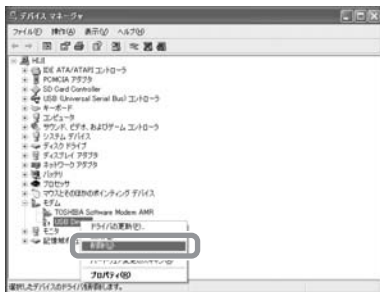 デバイス マネージャ
ファイル(F) 操作(A) 表示(V) ヘルプ(H)
IDE ATA/ATAPI コントローラ
PCMCIA アダプタ
SD Card Controller
USB (Universal Serial Bus) コントローラ
キーボード
コンピュータ
サウンド、ビデオ、およびゲーム コントローラ
システム デバイス
ディスク ドライブ
ディスプレイ アダプタ
ネットワーク アダプタ
バッテリ
プロセッサ
マウスとそのほかのポインティング デバイス
モデム
TOSHIBA Software Modem AMR
USB
ドライバの更新(P)...
モニタ
削除(U)
プロパティ(R)
選択したデバイスのドライバを削除します。